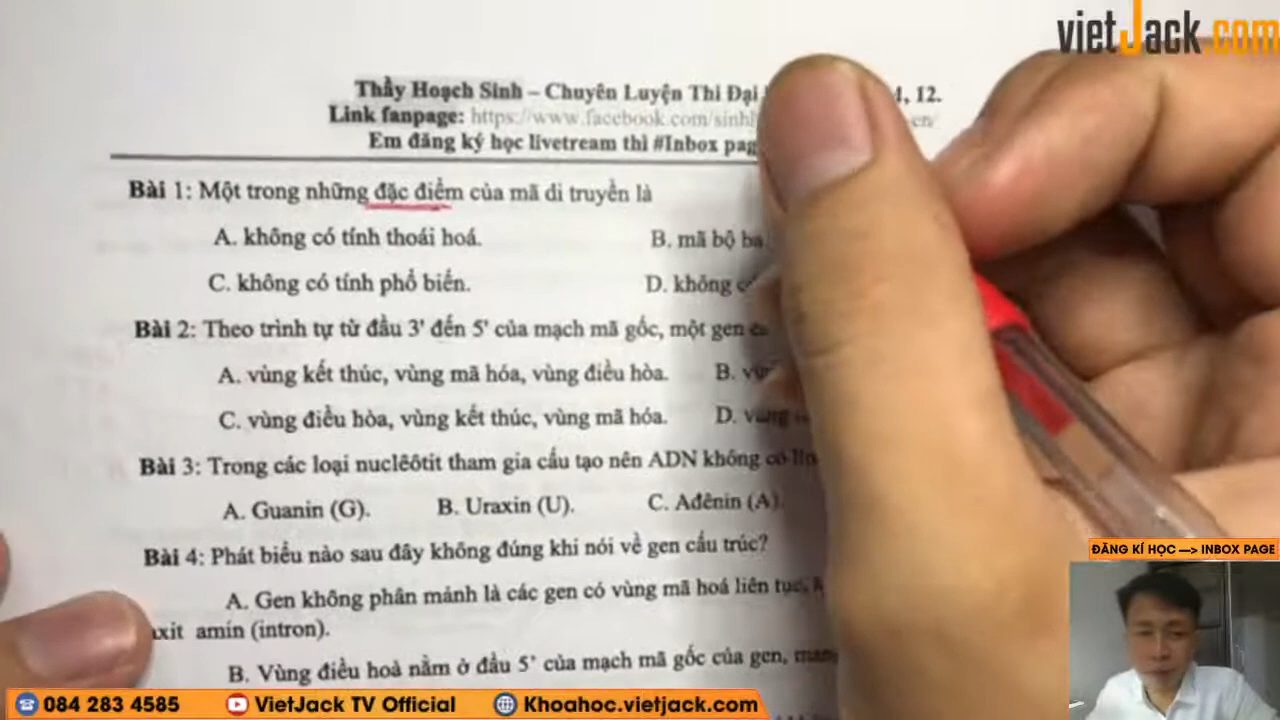 vietJack.com
Thầy Hoạch Sinh – Chuyên Luyện Thi Đại , 12.
Link fanpage: https://www.facebook.com/sinhl en/
Em đăng ký học livetream thì #Inbox pag
Bài 1: Một trong những đặc điểm của mã di truyền là
A. không có tính thoái hoá. B. mã bộ ba
C. không có tính phổ biến. D. không
Bài 2: Theo trình tự từ đầu 3' đến 5' của mạch mã gốc, một gen
A. vùng kết thúc, vùng mã hóa, vùng điều hòa. B.
C. vùng điều hòa, vùng kết thúc, vùng mã hóa. D. vùng
Bài 3: Trong các loại nuclêôtit tham gia cấu tạo nên ADN không có
A. Guanin (G). B. Uraxin (U). C. Ađênin (A).
Bài 4: Phát biểu nào sau đây không đúng khi nói về gen cấu trúc?
A. Gen không phân mảnh là các gen có vùng mã hoá liên tục,
axit amin (intron).
B. Vùng điều hoà nằm ở đầu 5' của mạch mã gốc của gen,
ĐĂNG KÍ HỌC —> INBOX PAGE
084 283 4585 VietJack TV Official Khoahoc.vietjack.com